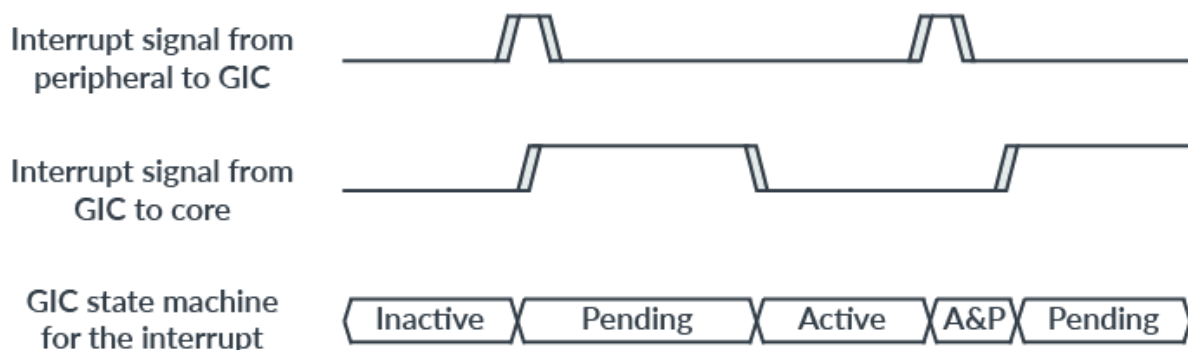 Interrupt signal from
peripheral to GIC
Interrupt signal from
GIC to core
GIC state machine
for the interrupt
Inactive
Pending
Active
A&P
Pending